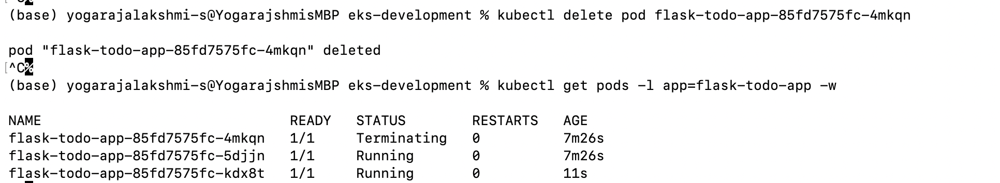 (base) yogarajalakshmi-s@YogarajshmisMBP eks-development % kubectl delete pod flask-todo-app-85fd7575fc-4mkqn
pod "flask-todo-app-85fd7575fc-4mkqn" deleted
[^C%
(base) yogarajalakshmi-s@YogarajshmisMBP eks-development % kubectl get pods -l app=flask-todo-app -w
NAME READY STATUS RESTARTS AGE
flask-todo-app-85fd7575fc-4mkqn 1/1 Terminating 0 7m26s
flask-todo-app-85fd7575fc-5djjn 1/1 Running 0 7m26s
flask-todo-app-85fd7575fc-kdx8t 1/1 Running 0 11s